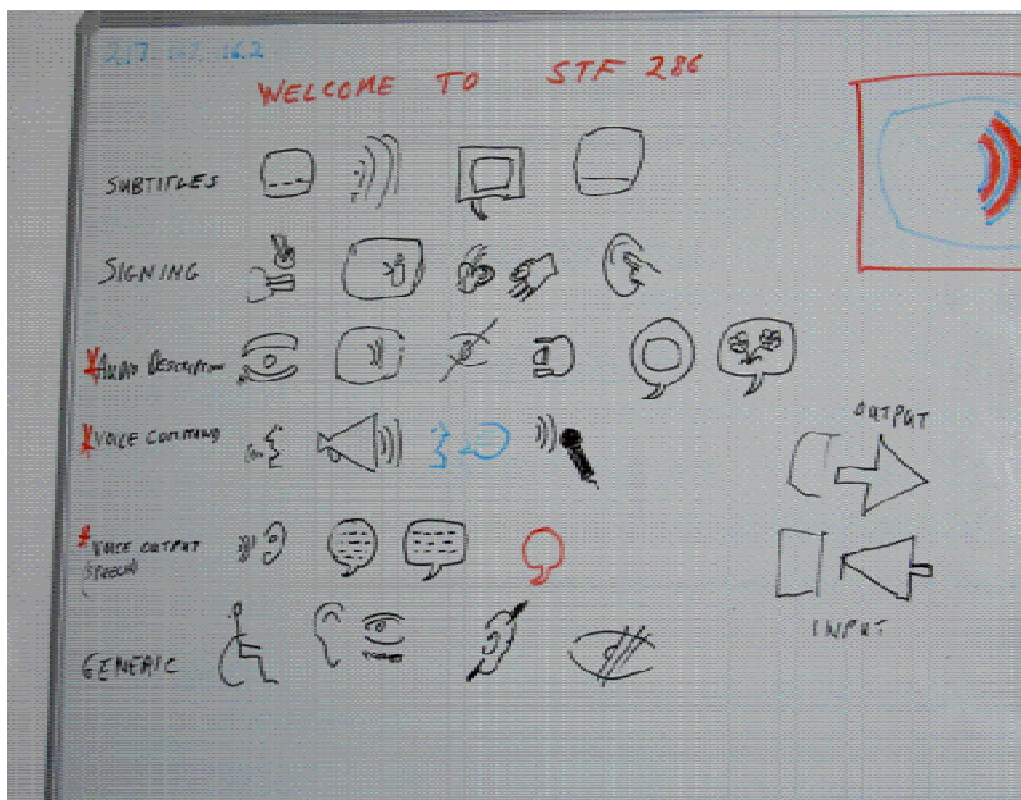 WELCOME TO STF 286
SUBTITLES
SIGNING
AUDIO DESCRIPTION
VOICE COMMAND
OUTPUT
VOICE OUTPUT
SPEECH
INPUT
GENERIC